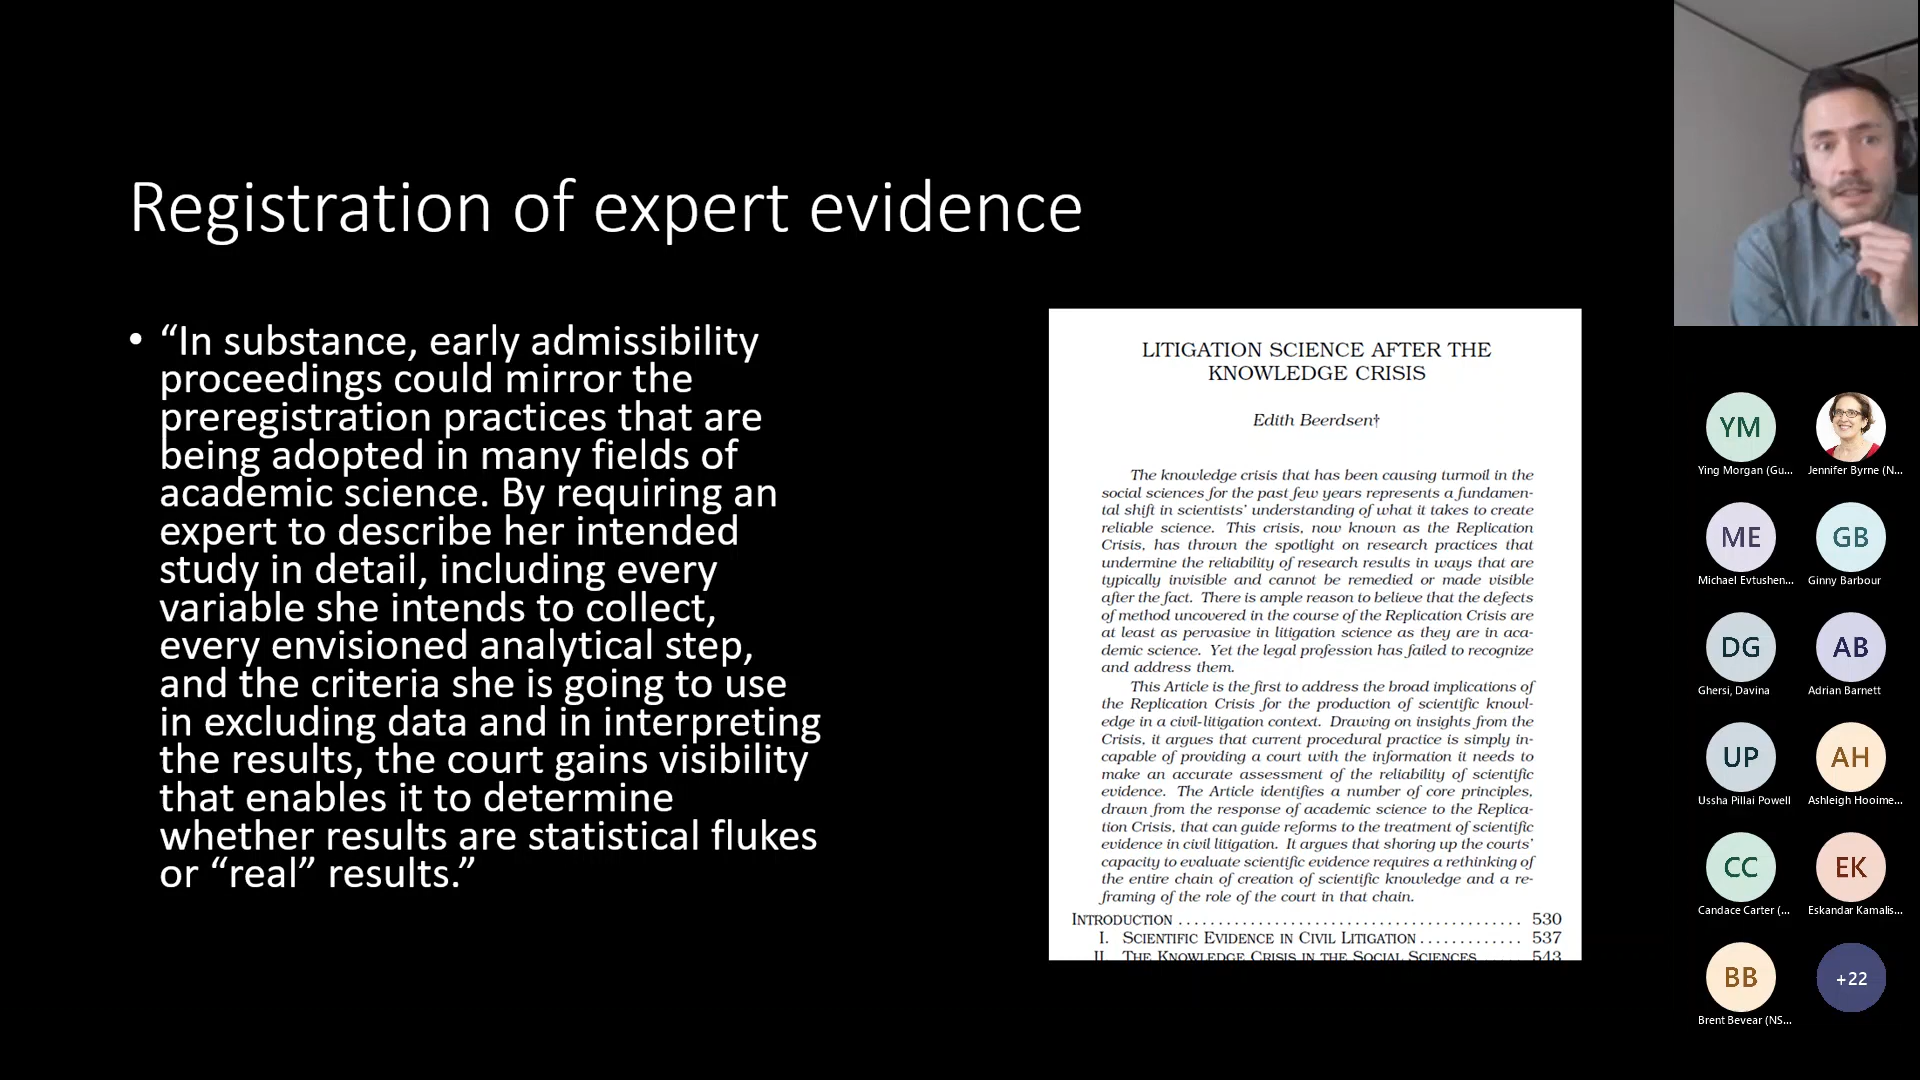 Registration of expert evidence
• “In substance, early admissibility
proceedings could mirror the
preregistration practices that are
being adopted in many fields of
academic science. By requiring an
expert to describe her intended
study in detail, including every
variable she intends to collect,
every envisioned analytical step,
and the criteria she is going to use
in excluding data and in interpreting
the results, the court gains visibility
that enables it to determine
whether results are statistical flukes
or “real” results.”
LITIGATION SCIENCE AFTER THE
KNOWLEDGE CRISIS
Edith Beerdsen†
The knowledge crisis that has been causing turmoil in the
social sciences for the past few years represents a fundamen-
tal shift in scientists’ understanding of what it takes to create
reliable science. This crisis, now known as the Replication
Crisis, has thrown the spotlight on research practices that
undermine the reliability of research results in ways that are
typically invisible and cannot be remedied or made visible
after the fact. There is ample reason to believe that the defects
of method uncovered in the course of the Replication Crisis are
at least as pervasive in litigation science as they are in aca-
demic science. Yet the legal profession has failed to recognize
and address them.
This Article is the first to address the broad implications of
the Replication Crisis for the production of scientific knowl-
edge in a civil-litigation context. Drawing on insights from the
Crisis, it argues that current procedural practice is simply in-
capable of providing a court with the information it needs to
make an accurate assessment of the reliability of scientific
evidence. The Article identifies a number of core principles,
drawn from the response of academic science to the Replica-
tion Crisis, that can guide reforms to the treatment of scientific
evidence in civil litigation. It argues that shoring up the courts’
capacity to evaluate scientific evidence requires a rethinking of
the entire chain of creation of scientific knowledge and a re-
framing of the role of the court in that chain.
INTRODUCTION ........................................ 530
I. SCIENTIFIC EVIDENCE IN CIVIL LITIGATION ............. 537
II. THE KNOWLEDGE CRISIS IN THE SOCIAL SCIENCES ...... 543
YM
Ying Morgan (Gu...
Jennifer Byrne (N...
ME GB
Michael Evtushen... Ginny Barbour
DG AB
Ghersi, Davina Adrian Barnett
UP AH
Ussha Pillai Powell Ashleigh Hooime...
CC EK
Candace Carter (... Eskandar Kamalis...
BB +22
Brent Bevear (NS...